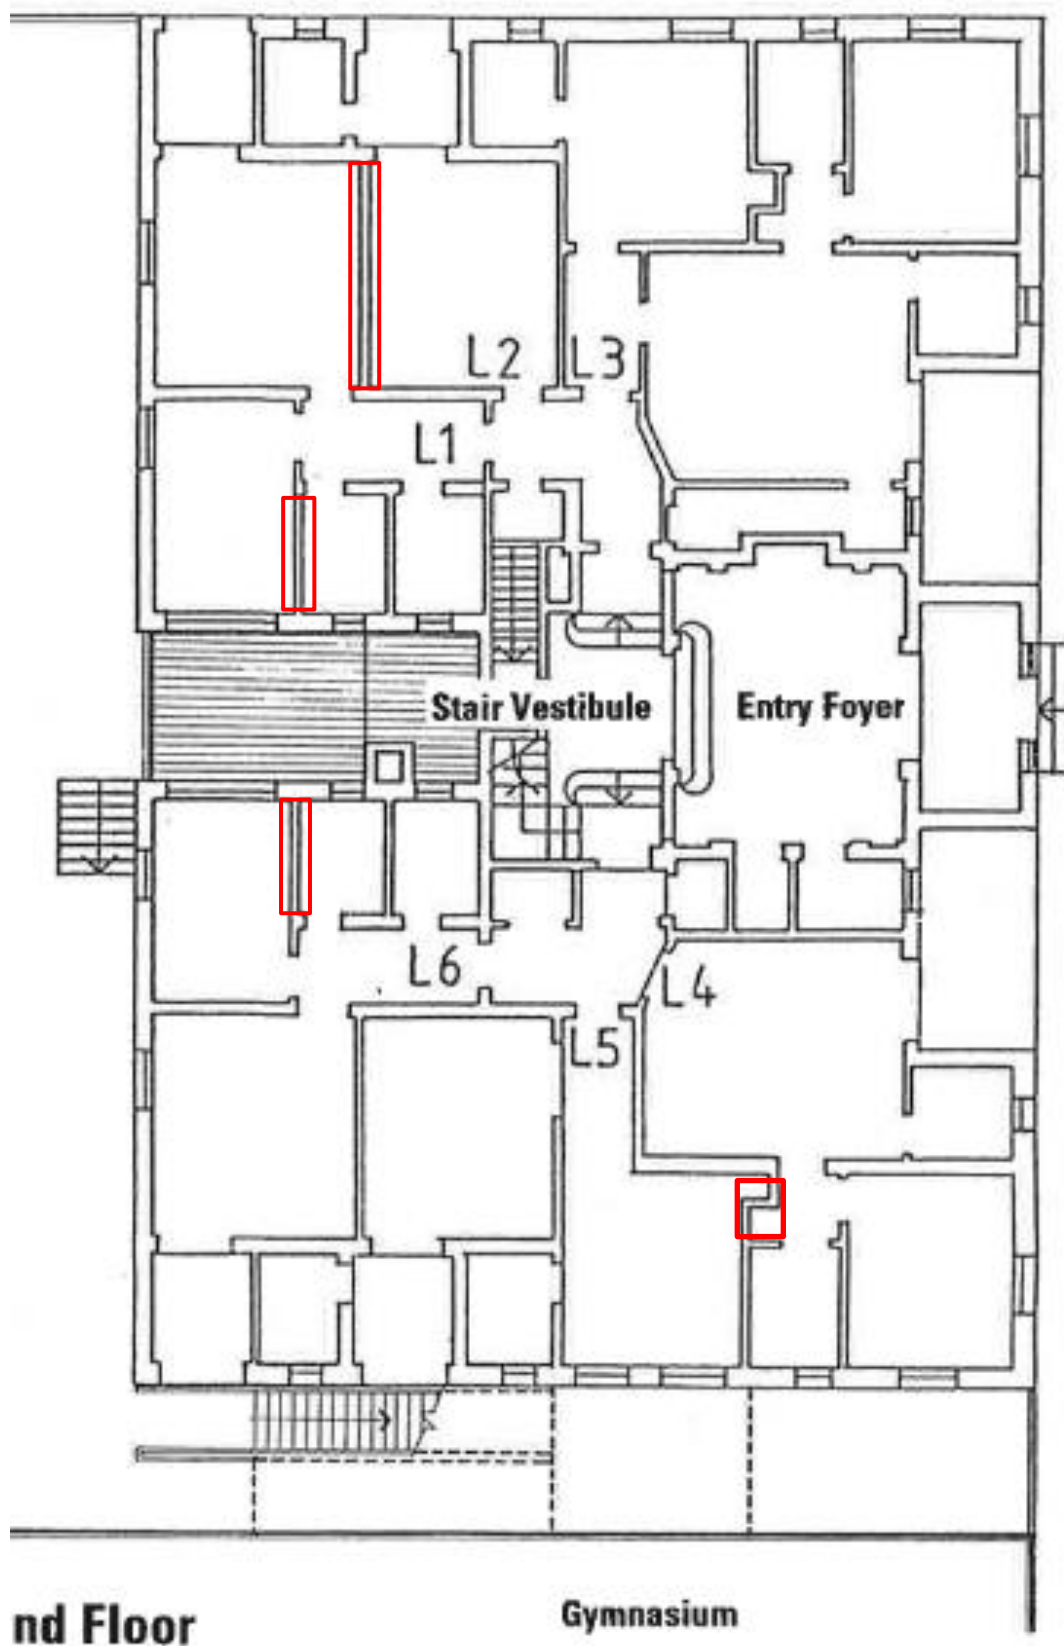 L2 L3
L1
Stair Vestibule Entry Foyer
L6 L4
L5
nd Floor
Gymnasium